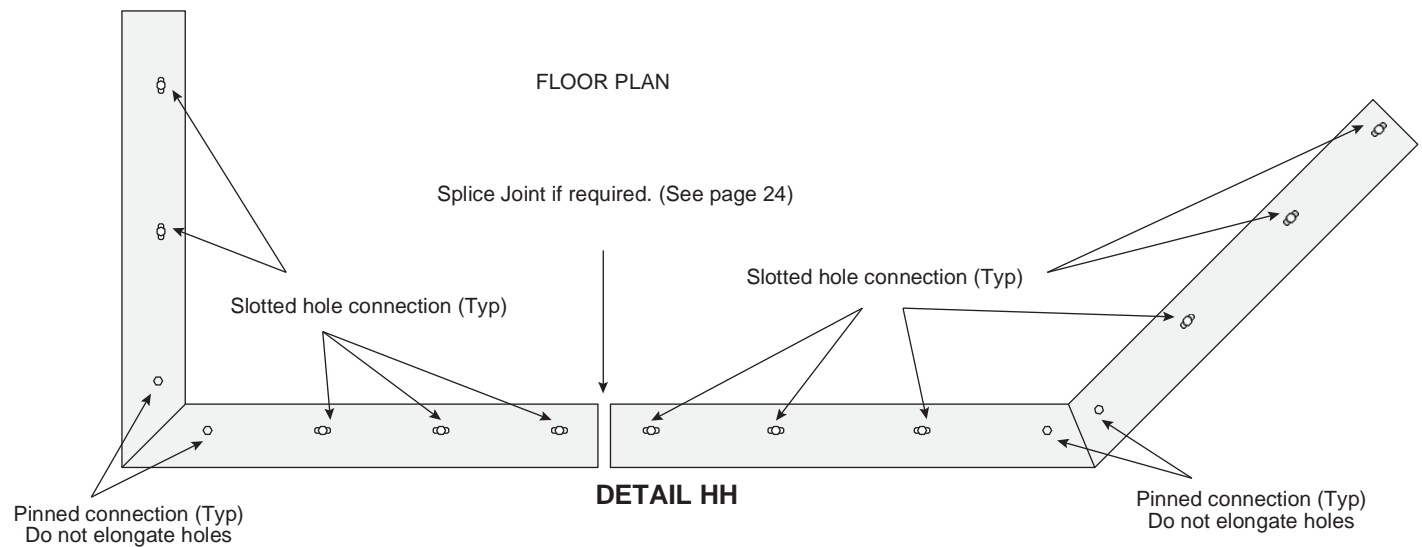 FLOOR PLAN
Splice Joint if required. (See page 24)
Slotted hole connection (Typ)
Slotted hole connection (Typ)
DETAIL HH
Pinned connection (Typ)
Do not elongate holes
Pinned connection (Typ)
Do not elongate holes